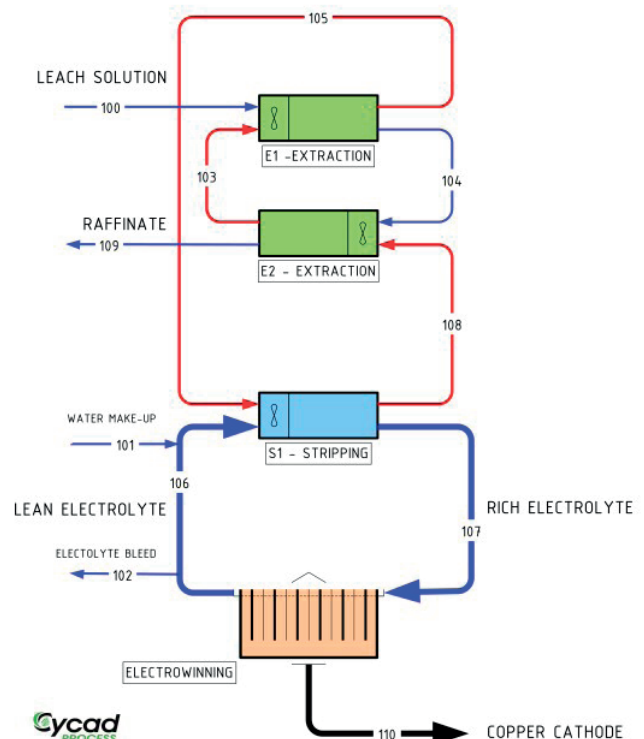 105
LEACH SOLUTION
100
E1 -EXTRACTION
103
104
RAFFINATE
109
E2 - EXTRACTION
108
WATER MAKE-UP
101
S1 - STRIPPING
106
LEAN ELECTROLYTE
RICH ELECTROLYTE
107
ELECTOLYTE BLEED
102
ELECTROWINNING
Cycad
PROCESS
110
COPPER CATHODE